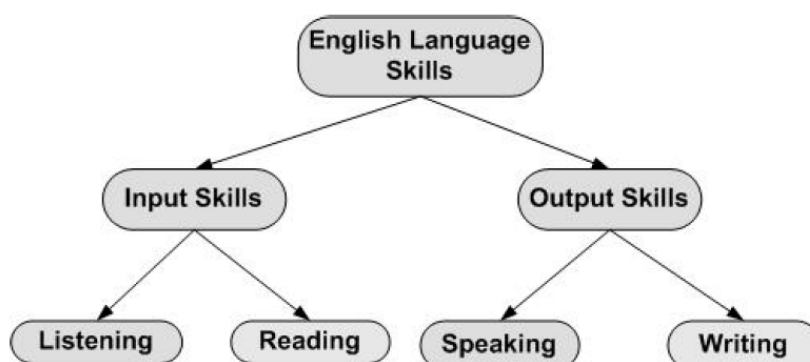 English Language
Skills
Input Skills
Output Skills
Listening
Reading
Speaking
Writing